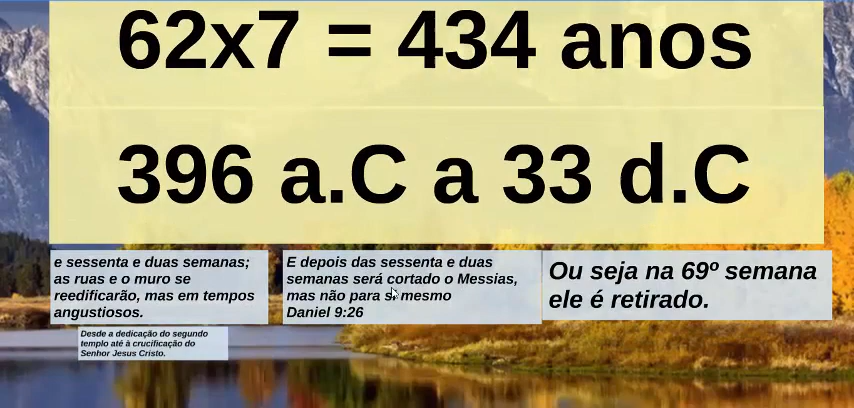 62x7 = 434 anos
396 a.C a 33 d.C
e sessenta e duas semanas;
as ruas e o muro se
reedificarão, mas em tempos
angustiosos.
E depois das sessenta e duas
semanas será cortado o Messias,
mas não para si mesmo
Daniel 9:26
Ou seja na 69º semana
ele é retirado.
Desde a dedicação do segundo
templo até à crucificação do
Senhor Jesus Cristo.